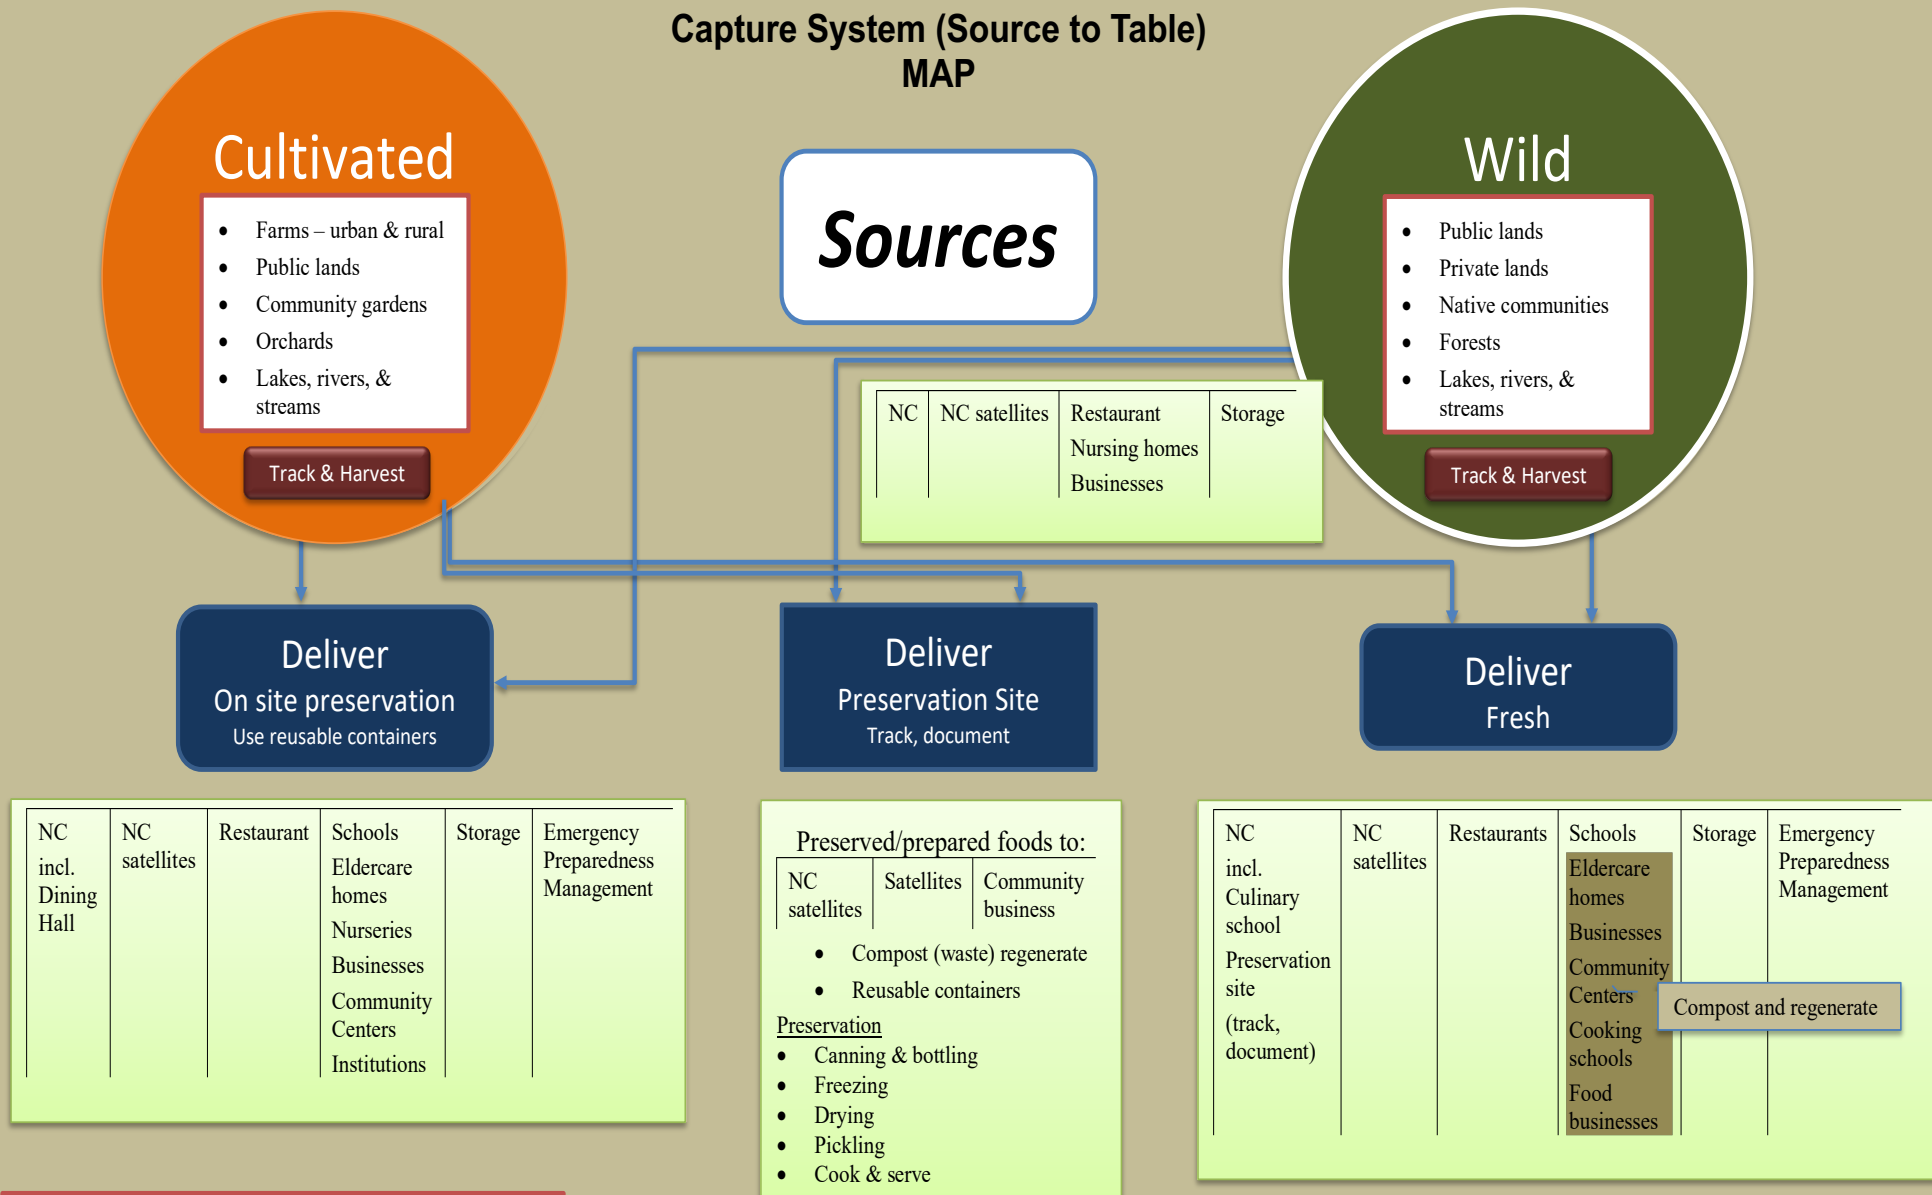 Capture System (Source to Table)
MAP
Cultivated
• Farms – urban & rural
• Public lands
• Community gardens
• Orchards
• Lakes, rivers, &
streams
Track & Harvest
Sources
Wild
• Public lands
• Private lands
• Native communities
• Forests
• Lakes, rivers, &
streams
Track & Harvest
NC
NC satellites
Restaurant
Nursing homes
Businesses
Storage
Deliver
On site preservation
Use reusable containers
Deliver
Preservation Site
Track, document
Deliver
Fresh
NC
incl.
Dining
Hall
NC
satellites
Restaurant
Schools
Eldercare
homes
Nurseries
Businesses
Community
Centers
Institutions
Storage
Emergency
Preparedness
Management
Preserved/prepared foods to:
NC
satellites
Satellites
Community
business
• Compost (waste) regenerate
• Reusable containers
Preservation
• Canning & bottling
• Freezing
• Drying
• Pickling
• Cook & serve
NC
incl.
Culinary
school
Preservation
site
(track,
document)
NC
satellites
Restaurants
Schools
Eldercare
homes
Businesses
Community
Centers
Cooking
schools
Food
businesses
Storage
Emergency
Preparedness
Management
Compost and regenerate